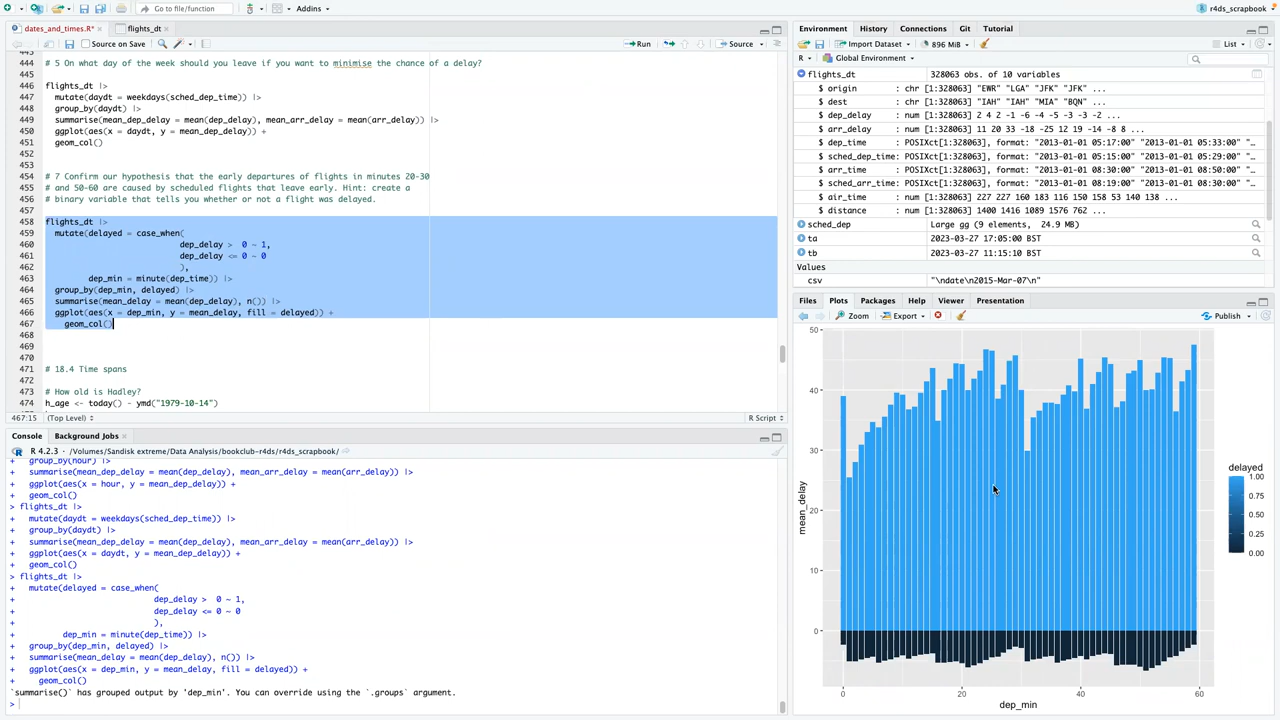 Go to file/function
Addins
r4ds_scrapbook
dates_and_times.R*
flights_dt
Source on Save
Run
Source
443
444 # 5 On what day of the week should you leave if you want to minimise the chance of a delay?
445
446 flights_dt |>
447 mutate(daydt = weekdays(sched_dep_time)) |>
448 group_by(daydt) |>
449 summarise(mean_dep_delay = mean(dep_delay), mean_arr_delay = mean(arr_delay)) |>
450 ggplot(aes(x = daydt, y = mean_dep_delay)) +
451 geom_col()
452
453
454 # 7 Confirm our hypothesis that the early departures of flights in minutes 20-30
455 # and 50-60 are caused by scheduled flights that leave early. Hint: create a
456 # binary variable that tells you whether or not a flight was delayed.
457
458 flights_dt |>
459 mutate(delayed = case_when(
460 dep_delay > 0 ~ 1,
461 dep_delay <= 0 ~ 0
462 ),
463 dep_min = minute(dep_time)) |>
464 group_by(dep_min, delayed) |>
465 summarise(mean_delay = mean(dep_delay), n()) |>
466 ggplot(aes(x = dep_min, y = mean_delay, fill = delayed)) +
467 geom_col()
468
469
470
471 # 18.4 Time spans
472
473 # How old is Hadley?
474 h_age <- today() - ymd("1979-10-14")
467:15 (Top Level) R Script
Console Background Jobs
R 4.2.3 · /Volumes/Sandisk extreme/Data Analysis/bookclub-r4ds/r4ds_scrapbook/
+ group_by(hour) |>
+ summarise(mean_dep_delay = mean(dep_delay), mean_arr_delay = mean(arr_delay)) |>
+ ggplot(aes(x = hour, y = mean_dep_delay)) +
+ geom_col()
> flights_dt |>
+ mutate(daydt = weekdays(sched_dep_time)) |>
+ group_by(daydt) |>
+ summarise(mean_dep_delay = mean(dep_delay), mean_arr_delay = mean(arr_delay)) |>
+ ggplot(aes(x = daydt, y = mean_dep_delay)) +
+ geom_col()
> flights_dt |>
+ mutate(delayed = case_when(
+ dep_delay > 0 ~ 1,
+ dep_delay <= 0 ~ 0
+ ),
+ dep_min = minute(dep_time)) |>
+ group_by(dep_min, delayed) |>
+ summarise(mean_delay = mean(dep_delay), n()) |>
+ ggplot(aes(x = dep_min, y = mean_delay, fill = delayed)) +
+ geom_col()
`summarise()` has grouped output by 'dep_min'. You can override using the `.groups` argument.
>
Environment History Connections Git Tutorial
Import Dataset 896 MiB List
R Global Environment
flights_dt 328063 obs. of 10 variables
$ origin : chr [1:328063] "EWR" "LGA" "JFK" "JFK" ...
$ dest : chr [1:328063] "IAH" "IAH" "MIA" "BQN" ...
$ dep_delay : num [1:328063] 2 4 2 -1 -6 -4 -5 -3 -3 -2 ...
$ arr_delay : num [1:328063] 11 20 33 -18 -25 12 19 -14 -8 8 ...
$ dep_time : POSIXct[1:328063], format: "2013-01-01 05:17:00" "2013-01-01 05:33:00" "…
$ sched_dep_time: POSIXct[1:328063], format: "2013-01-01 05:15:00" "2013-01-01 05:29:00" "…
$ arr_time : POSIXct[1:328063], format: "2013-01-01 08:30:00" "2013-01-01 08:50:00" "…
$ sched_arr_time: POSIXct[1:328063], format: "2013-01-01 08:19:00" "2013-01-01 08:30:00" "…
$ air_time : num [1:328063] 227 227 160 183 116 150 158 53 140 138 ...
$ distance : num [1:328063] 1400 1416 1089 1576 762 ...
sched_dep Large gg (9 elements, 24.9 MB)
ta 2023-03-27 17:05:00 BST
tb 2023-03-27 11:15:10 BST
Values
csv "\ndate\n2015-Mar-07\n"
Files Plots Packages Help Viewer Presentation
Zoom Export Publish
50
40
30
20
10
0
mean_delay
0 20 40 60
dep_min
delayed
1.00
0.75
0.50
0.25
0.00